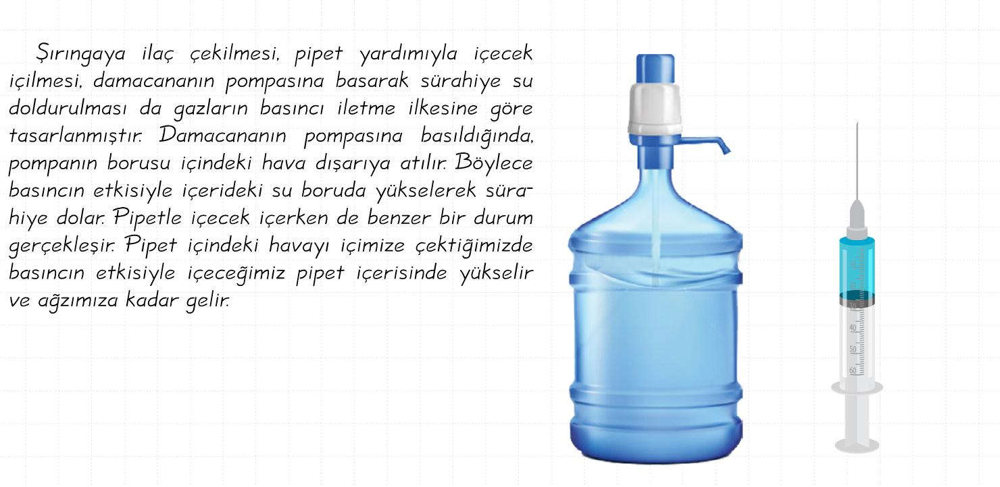 Şırıngaya ilaç çekilmesi, pipet yardımıyla içecek
içilmesi, damacananın pompasına basarak sürahiye su
doldurulması da gazların basıncı iletme ilkesine göre
tasarlanmıştır. Damacananın pompasına basıldığında,
pompanın borusu içindeki hava dışarıya atılır. Böylece
basıncın etkisiyle içerideki su boruda yükselerek süra-
hiye dolar. Pipetle içecek içerken de benzer bir durum
gerçekleşir. Pipet içindeki havayı içimize çektiğimizde
basıncın etkisiyle içeceğimiz pipet içerisinde yükselir
ve ağzımıza kadar gelir.
40
50
60